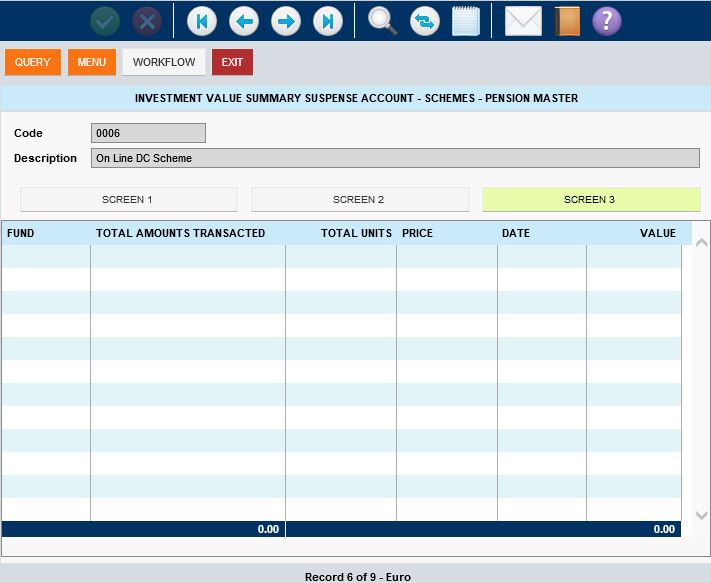 ?
QUERY MENU WORKFLOW EXIT
INVESTMENT VALUE SUMMARY SUSPENSE ACCOUNT - SCHEMES - PENSION MASTER
Code 0006
Description On Line DC Scheme
SCREEN 1 SCREEN 2 SCREEN 3
FUND TOTAL AMOUNTS TRANSACTED TOTAL UNITS PRICE DATE VALUE
0.00 0.00
Record 6 of 9 - Euro